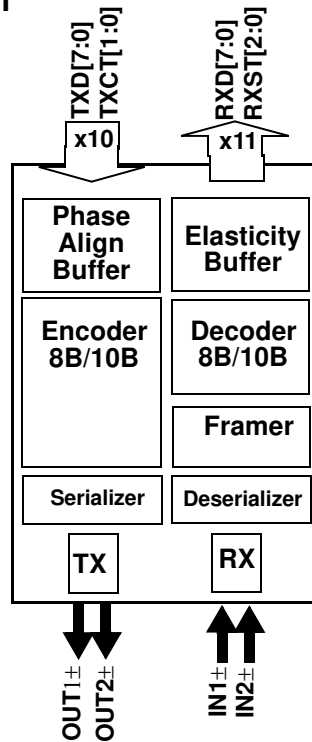 TXD[7:0]
TXCT[1:0]
RXD[7:0]
RXST[2:0]
x10
x11
Phase
Align
Buffer
Elasticity
Buffer
Encoder
8B/10B
Decoder
8B/10B
Framer
Serializer
Deserializer
TX
RX
OUT1±
OUT2±
IN1±
IN2±